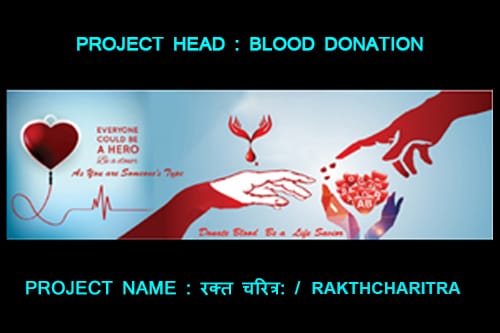 PROJECT HEAD : BLOOD DONATION
EVERYONE
COULD BE
A HERO
Be a donor
As You are Someone's Type
AB
Donate Blood Be a Life Savior
PROJECT NAME : रक्त चरित्र: / RAKTHCHARITRA